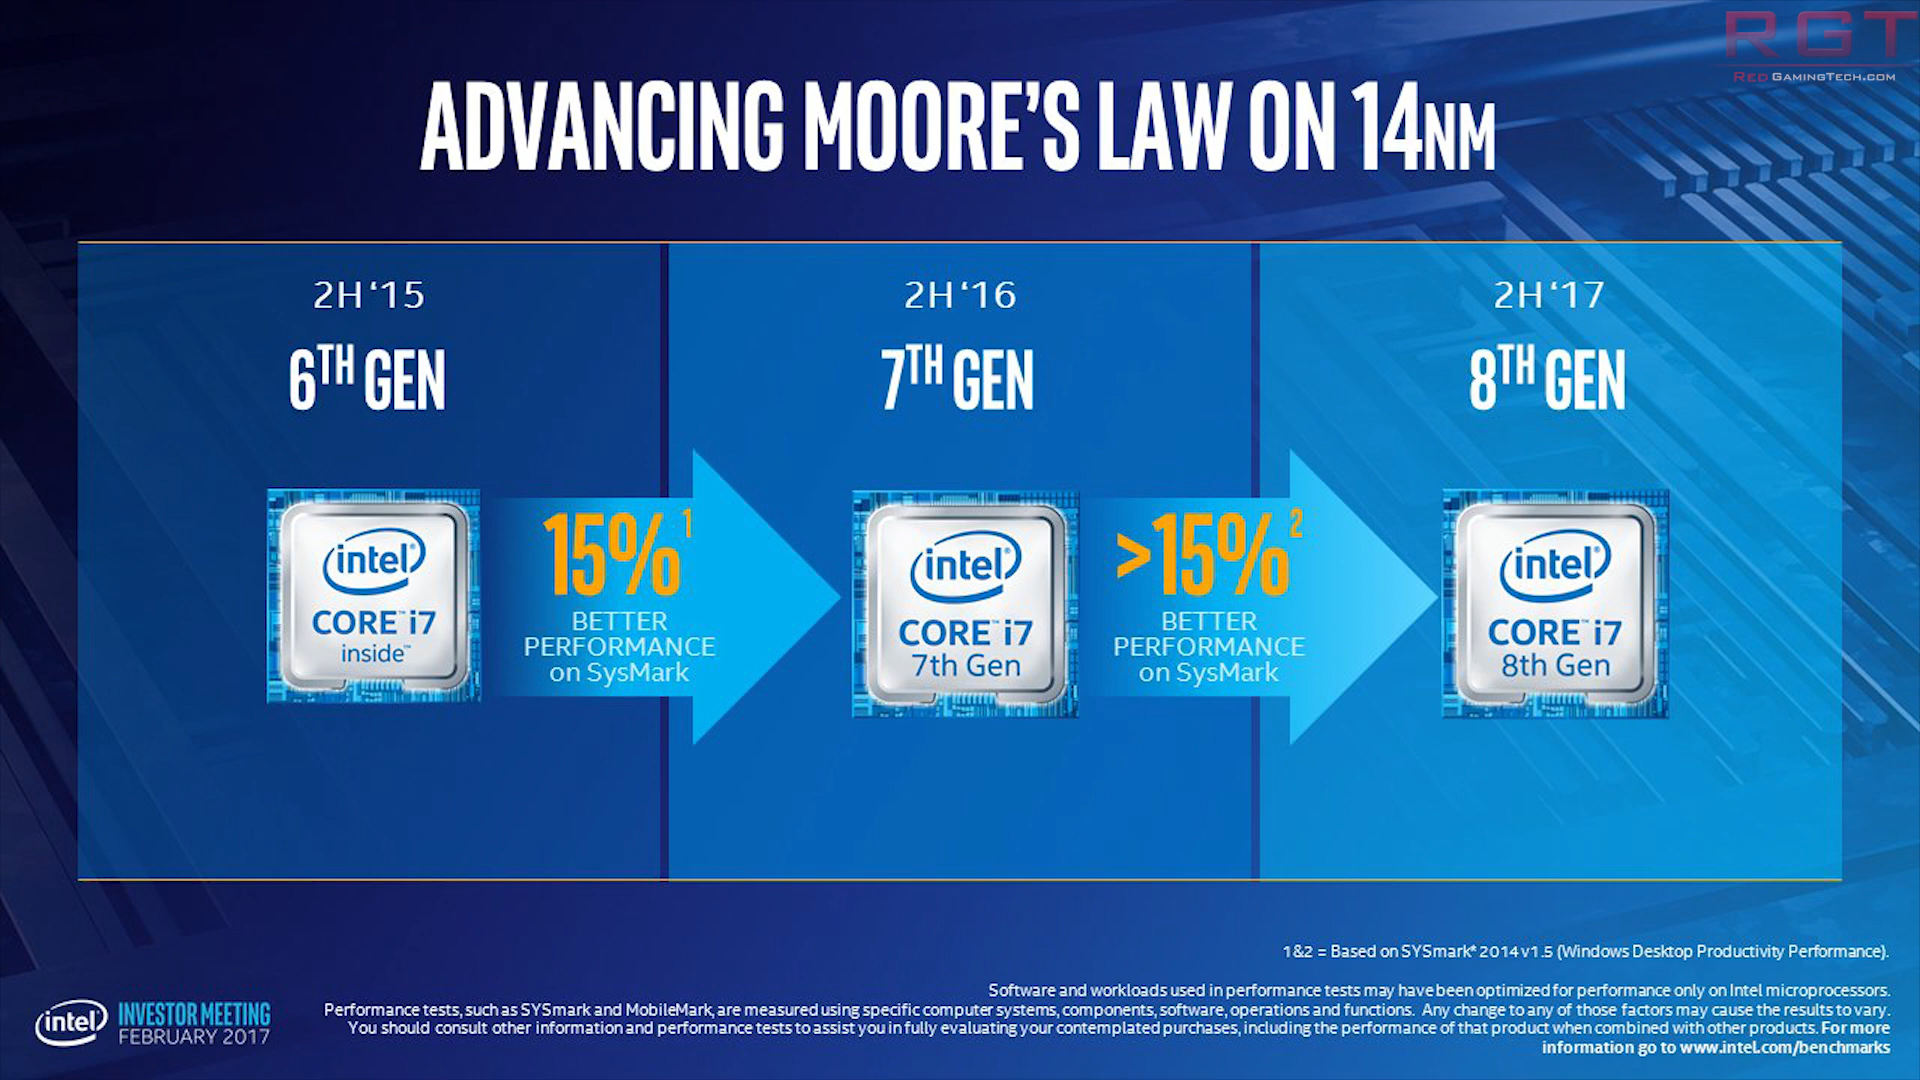 RGT
RED GAMINGTECH.COM
ADVANCING MOORE'S LAW ON 14NM
2H '15
6TH GEN
intel®
CORE™ i7
inside™
15%1
BETTER
PERFORMANCE
on SysMark
2H '16
7TH GEN
intel®
CORE™ i7
7th Gen
>15%2
BETTER
PERFORMANCE
on SysMark
2H '17
8TH GEN
intel®
CORE™ i7
8th Gen
1&2 = Based on SYSmark* 2014 v1.5 (Windows Desktop Productivity Performance).
Software and workloads used in performance tests may have been optimized for performance only on Intel microprocessors.
Performance tests, such as SYSmark and MobileMark, are measured using specific computer systems, components, software, operations and functions. Any change to any of those factors may cause the results to vary.
You should consult other information and performance tests to assist you in fully evaluating your contemplated purchases, including the performance of that product when combined with other products. For more
information go to www.intel.com/benchmarks
intel®
INVESTOR MEETING
FEBRUARY 2017